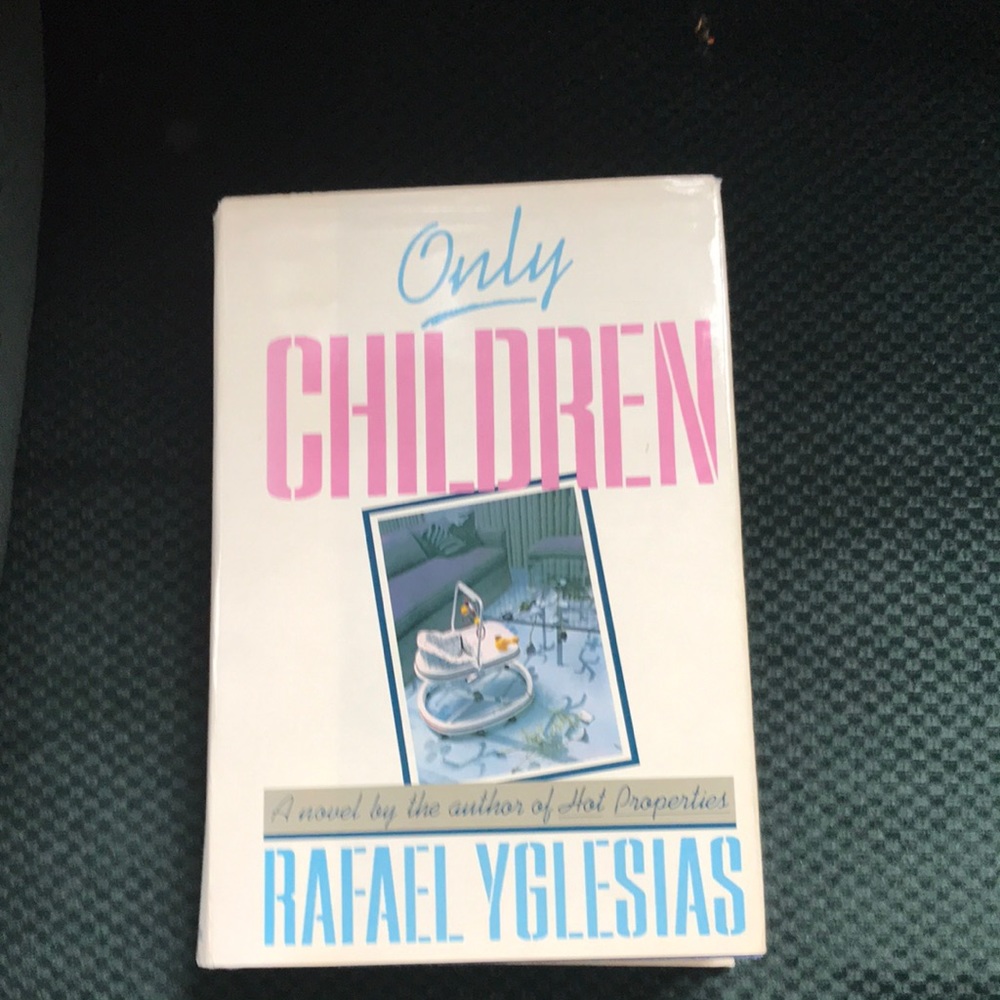 Only
CHILDREN
A novel by the author of Hot Properties
RAFAEL YGLESIAS